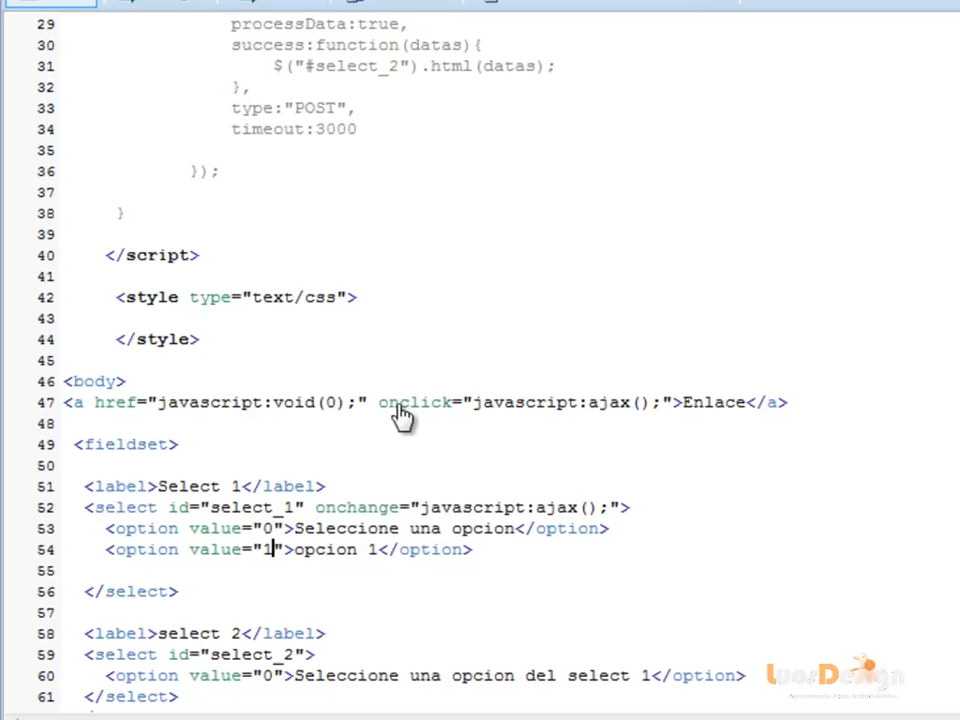 29 processData:true,
30 success:function(datas){
31 $("#select_2").html(datas);
32 },
33 type:"POST",
34 timeout:3000
35
36 });
37
38 }
39
40 </script>
41
42 <style type="text/css">
43
44 </style>
45
46 <body>
47 <a href="javascript:void(0);" onclick="javascript:ajax();">Enlace</a>
48
49 <fieldset>
50
51 <label>Select 1</label>
52 <select id="select_1" onchange="javascript:ajax();">
53 <option value="0">Seleccione una opcion</option>
54 <option value="1">opcion 1</option>
55
56 </select>
57
58 <label>select 2</label>
59 <select id="select_2">
60 <option value="0">Seleccione una opcion del select 1</option>
61 </select>
LuosDesign